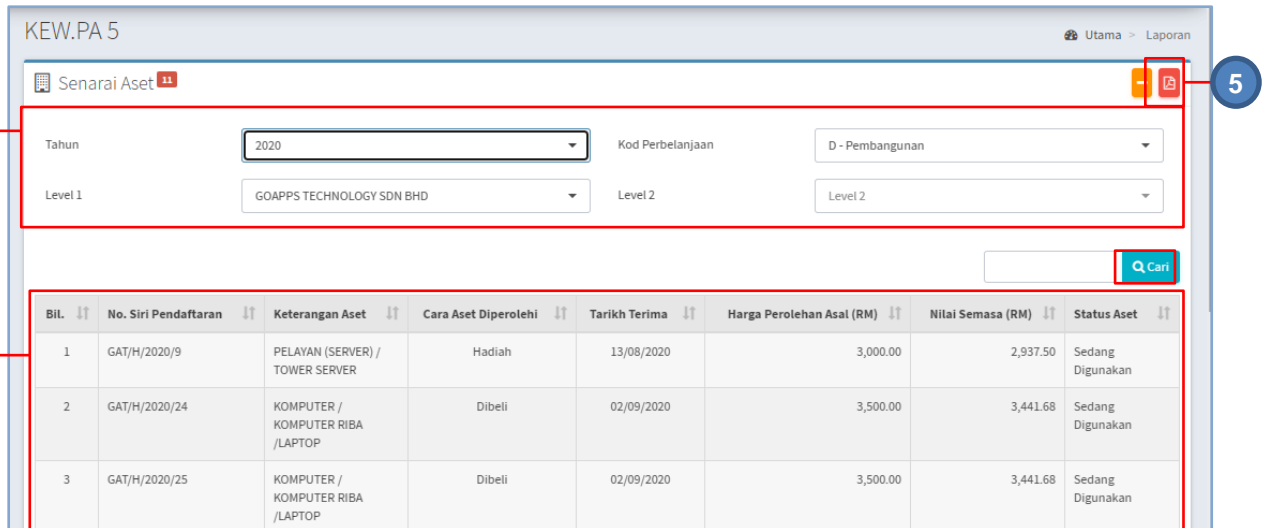 KEW.PA 5
Utama > Laporan
Senarai Aset 11
5
Tahun
2020
Kod Perbelanjaan
D - Pembangunan
Level 1
GOAPPS TECHNOLOGY SDN BHD
Level 2
Level 2
Cari
Bil. No. Siri Pendaftaran Keterangan Aset Cara Aset Diperolehi Tarikh Terima Harga Perolehan Asal (RM) Nilai Semasa (RM) Status Aset
1 GAT/H/2020/9 PELAYAN (SERVER) / Hadiah 13/08/2020 3,000.00 2,937.50 Sedang
TOWER SERVER Digunakan
2 GAT/H/2020/24 KOMPUTER / Dibeli 02/09/2020 3,500.00 3,441.68 Sedang
KOMPUTER RIBA Digunakan
/LAPTOP
3 GAT/H/2020/25 KOMPUTER / Dibeli 02/09/2020 3,500.00 3,441.68 Sedang
KOMPUTER RIBA Digunakan
/LAPTOP